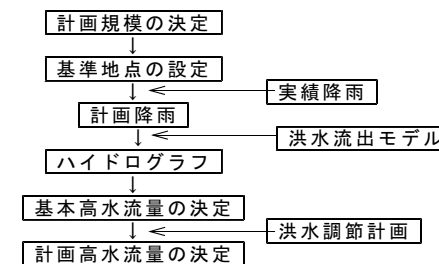 計画規模の決定
↓
基準地点の設定
↓
実績降雨
計画降雨
↓
洪水流出モデル
ハイドログラフ
↓
基本高水流量の決定
↓
洪水調節計画
計画高水流量の決定